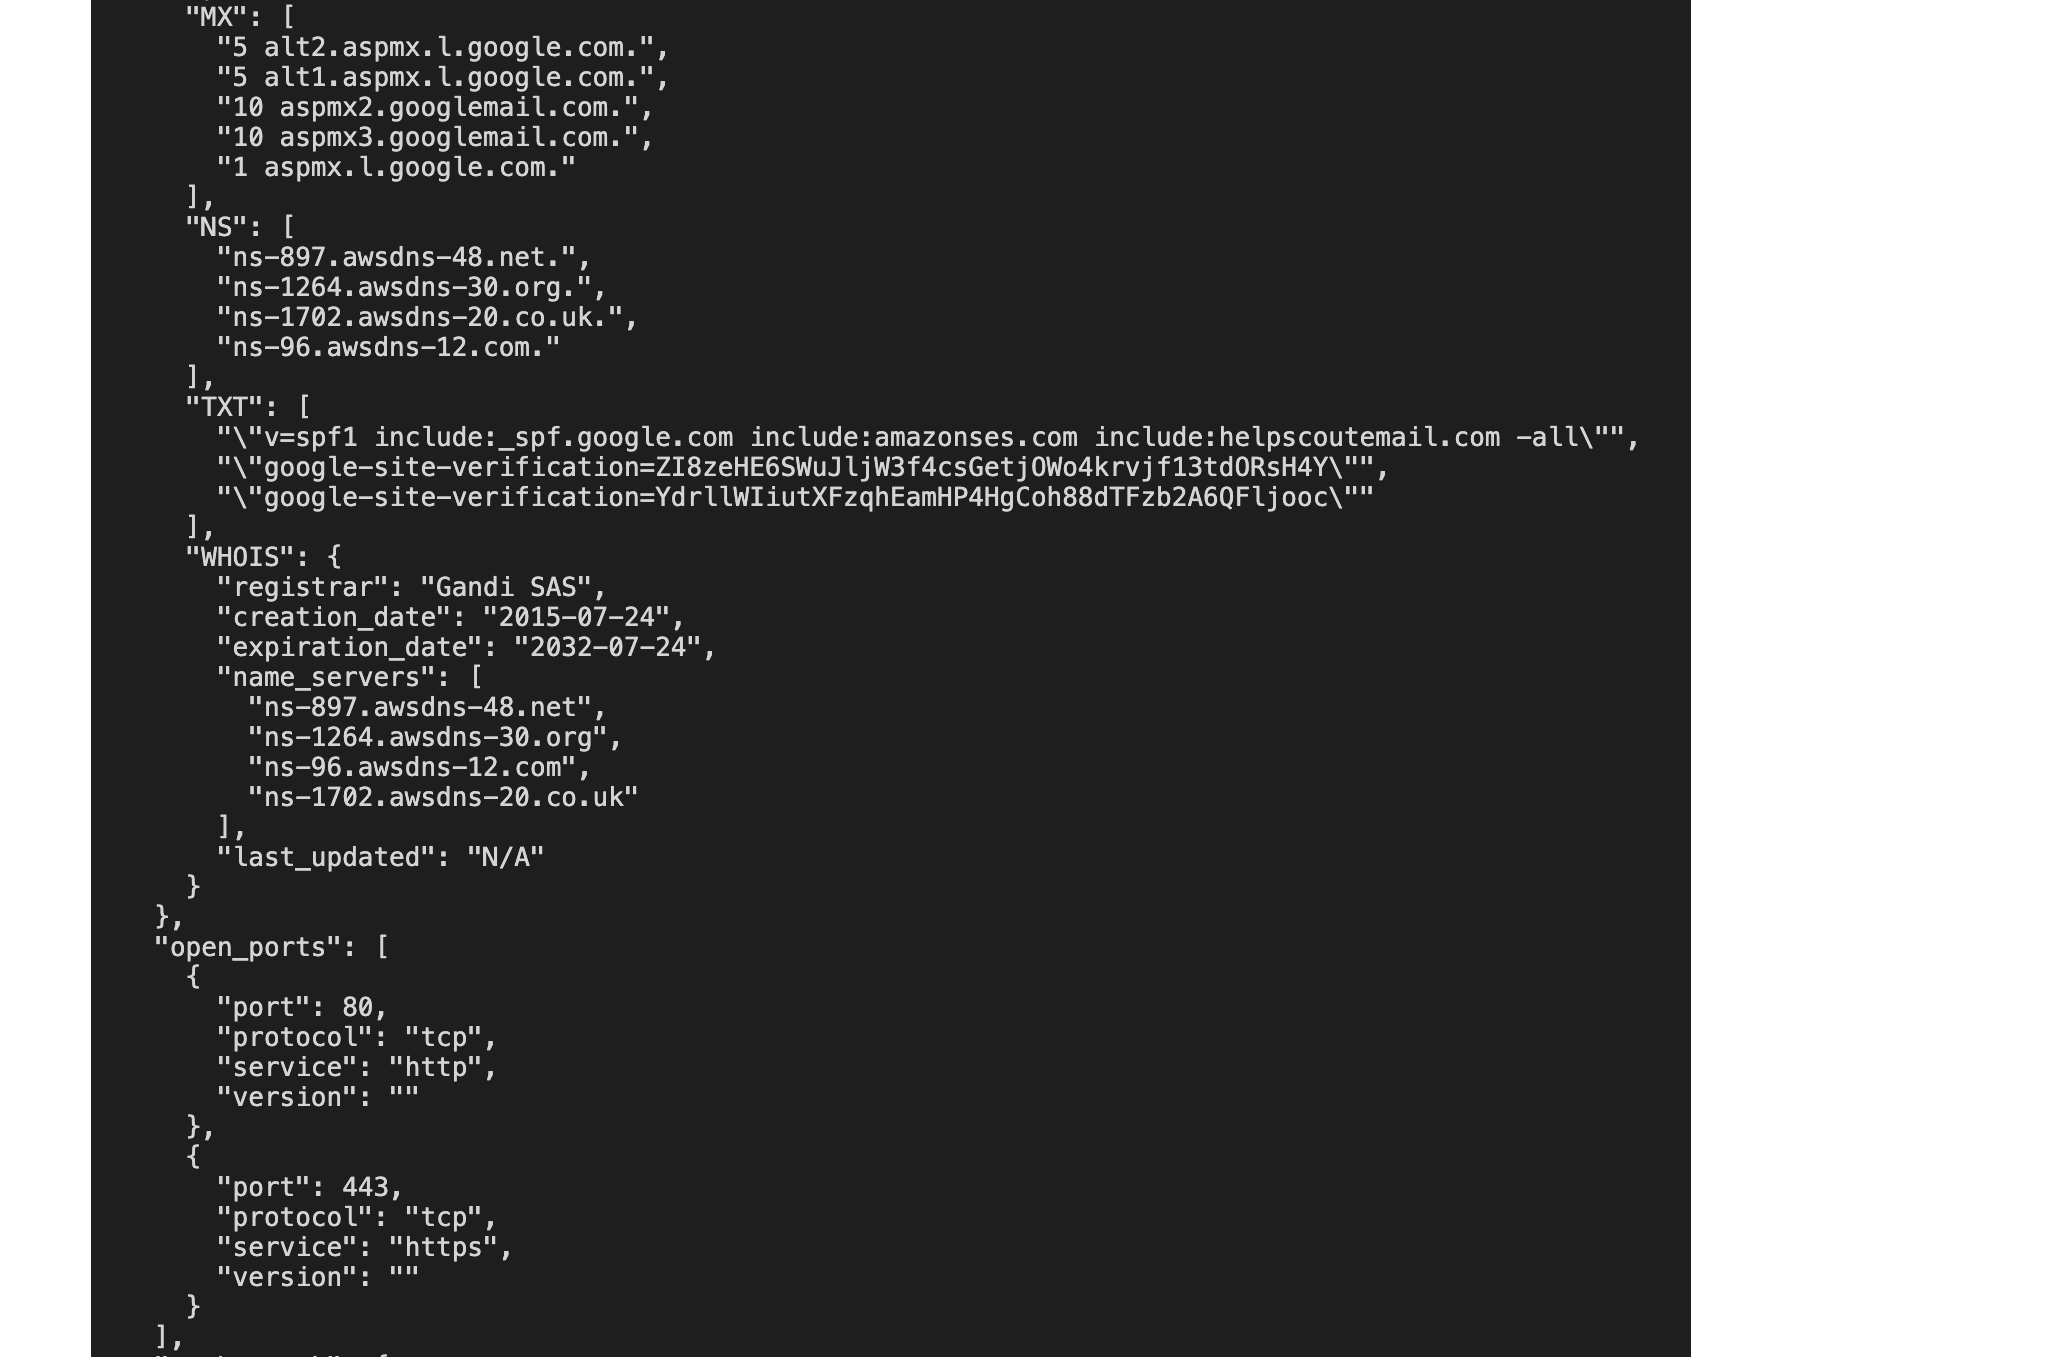 "MX": [
"5 alt2.aspmx.l.google.com.",
"5 alt1.aspmx.l.google.com.",
"10 aspmx2.googlemail.com.",
"10 aspmx3.googlemail.com.",
"1 aspmx.l.google.com."
],
"NS": [
"ns-897.awsdns-48.net.",
"ns-1264.awsdns-30.org.",
"ns-1702.awsdns-20.co.uk.",
"ns-96.awsdns-12.com."
],
"TXT": [
"\"v=spf1 include:_spf.google.com include:amazonses.com include:helpscoutemail.com -all\"",
"\"google-site-verification=ZI8zeHE6SWuJljW3f4csGetjOWo4krvjf13tdORsH4Y\"",
"\"google-site-verification=YdrllWIiutXFzqhEamHP4HgCoh88dTFzb2A6QFljooc\""
],
"WHOIS": {
"registrar": "Gandi SAS",
"creation_date": "2015-07-24",
"expiration_date": "2032-07-24",
"name_servers": [
"ns-897.awsdns-48.net",
"ns-1264.awsdns-30.org",
"ns-96.awsdns-12.com",
"ns-1702.awsdns-20.co.uk"
],
"last_updated": "N/A"
}
},
"open_ports": [
{
"port": 80,
"protocol": "tcp",
"service": "http",
"version": ""
},
{
"port": 443,
"protocol": "tcp",
"service": "https",
"version": ""
}
],